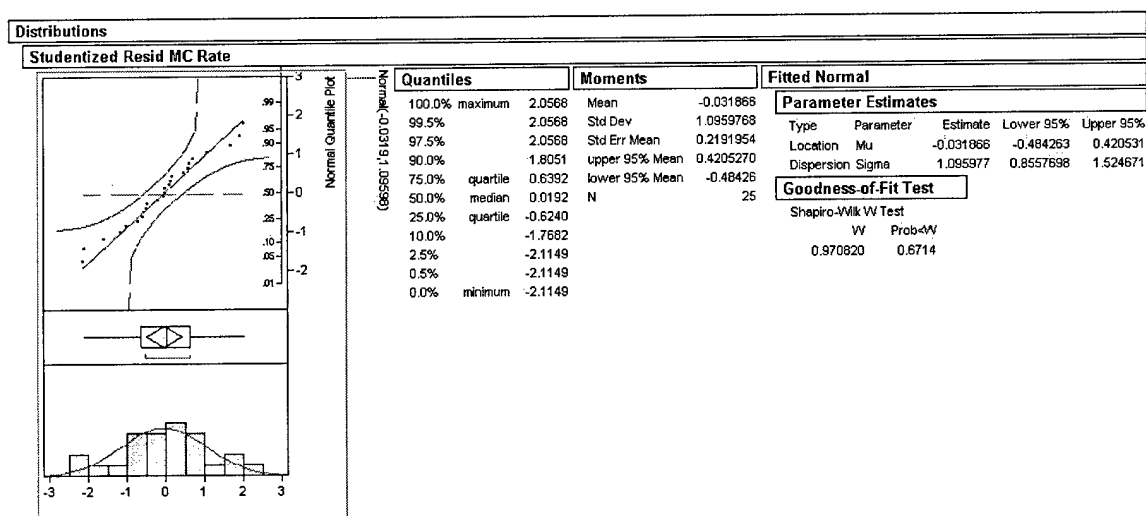 Distributions
Studentized Resid MC Rate
3
2
1
0
-1
-2
.99
.95
.90
.75
.50
.25
.10
.05
.01
Normal Quantile Plot
-3 -2 -1 0 1 2 3
Normal(-0.0319,1.09598)
Quantiles
100.0% maximum 2.0568
99.5% 2.0568
97.5% 2.0568
90.0% 1.8051
75.0% quartile 0.6392
50.0% median 0.0192
25.0% quartile -0.6240
10.0% -1.7682
2.5% -2.1149
0.5% -2.1149
0.0% minimum -2.1149
Moments
Mean -0.031866
Std Dev 1.0959768
Std Err Mean 0.2191954
upper 95% Mean 0.4205270
lower 95% Mean -0.48426
N 25
Fitted Normal
Parameter Estimates
Type Parameter Estimate Lower 95% Upper 95%
Location Mu -0.031866 -0.484263 0.420531
Dispersion Sigma 1.095977 0.8557698 1.524671
Goodness-of-Fit Test
Shapiro-Wilk W Test
W Prob<W
0.970820 0.6714